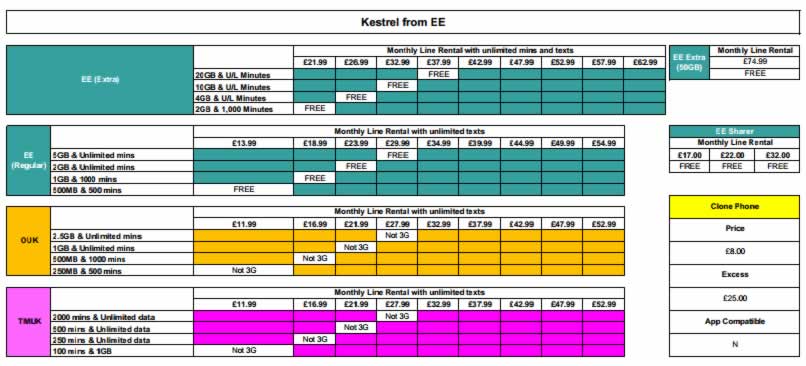 Kestrel from EE
EE (Extra)
Monthly Line Rental with unlimited mins and texts
£21.99 £26.99 £32.99 £37.99 £42.99 £47.99 £52.99 £57.99 £62.99
20GB & U/L Minutes FREE
10GB & U/L Minutes FREE
4GB & U/L Minutes FREE
2GB & 1,000 Minutes FREE
EE Extra (50GB)
Monthly Line Rental
£74.99
FREE
EE (Regular)
Monthly Line Rental with unlimited texts
£13.99 £18.99 £23.99 £29.99 £34.99 £39.99 £44.99 £49.99 £54.99
5GB & Unlimited mins FREE
2GB & Unlimited mins FREE
1GB & 1000 mins FREE
500MB & 500 mins FREE
EE Sharer
Monthly Line Rental
£17.00 £22.00 £32.00
FREE FREE FREE
OUK
Monthly Line Rental with unlimited texts
£11.99 £16.99 £21.99 £27.99 £32.99 £37.99 £42.99 £47.99 £52.99
2.5GB & Unlimited mins Not 3G
1GB & Unlimited mins Not 3G
500MB & 1000 mins Not 3G
250MB & 500 mins Not 3G
Clone Phone
Price
£8.00
Excess
£25.00
App Compatible
N
TMUK
Monthly Line Rental with unlimited texts
£11.99 £16.99 £21.99 £27.99 £32.99 £37.99 £42.99 £47.99 £52.99
2000 mins & Unlimited data Not 3G
500 mins & Unlimited data Not 3G
250 mins & Unlimited data Not 3G
100 mins & 1GB Not 3G